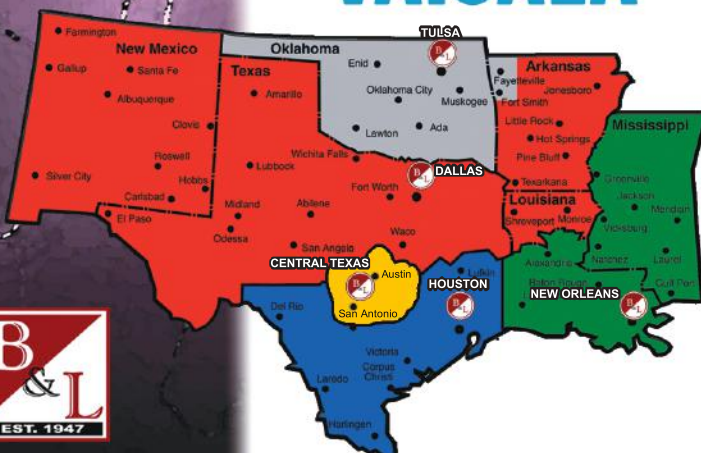 VAISALA
TULSA
Farmington
New Mexico
Oklahoma
Gallup
Santa Fe
Texas
Enid
Arkansas
Fayetteville
Jonesboro
Albuquerque
Amarillo
Oklahoma City
Muskogee
Fort Smith
Clovis
Lawton
Ada
Little Rock
Mississippi
Hot Springs
Wichita Falls
Pine Bluff
Roswell
Lubbock
B&L
DALLAS
Silver City
Hobbs
Fort Worth
Texarkana
Greenville
Carlsbad
Louisiana
El Paso
Midland
Abilene
Shreveport
Monroe
Jackson
Meridian
Vicksburg
Odessa
Waco
San Angelo
Alexandria
Natchez
Laurel
CENTRAL TEXAS
Austin
HOUSTON
Lufkin
Baton Rouge
Gulf Port
NEW ORLEANS
Del Rio
San Antonio
Victoria
Corpus
Christi
Laredo
Harlingen
B
&
L
EST. 1947